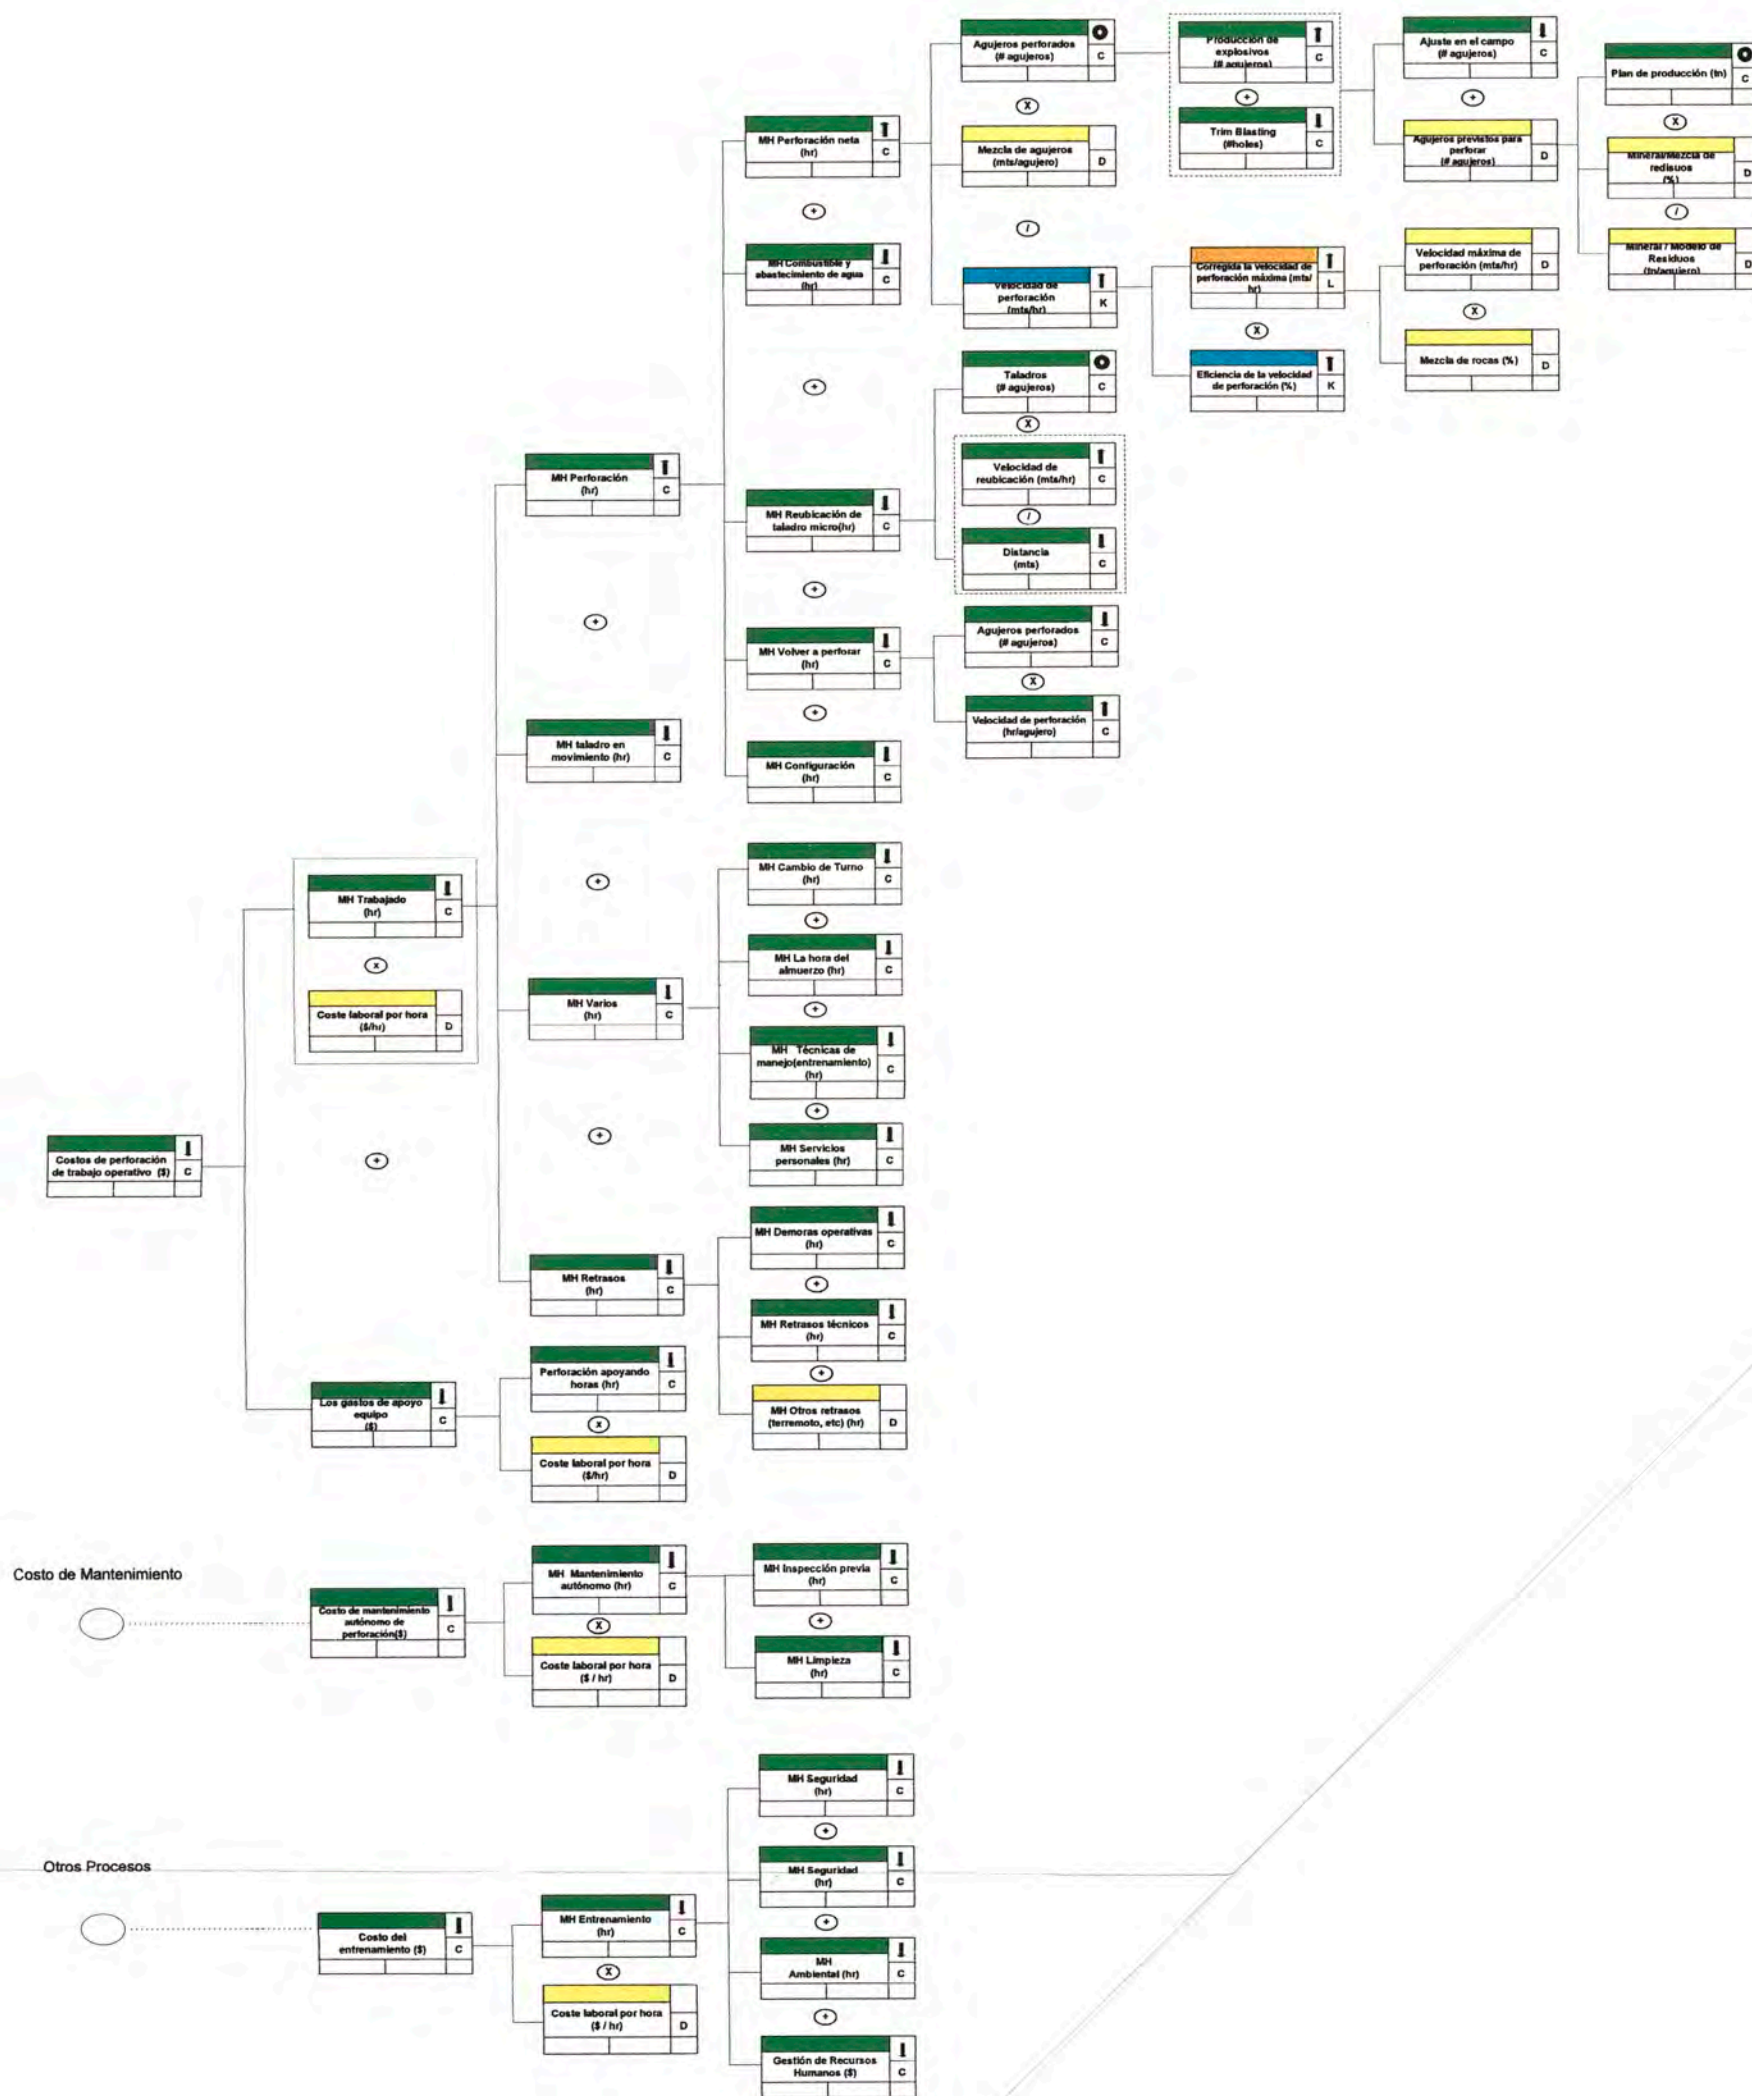 Costos de perforación
de trabajo operativo ($)
C
MH Trabajado
(hr)
C
x
Coste laboral por hora
($/hr)
D
+
Los gastos de apoyo
equipo
($)
C
MH Perforación
(hr)
C
+
MH taladro en
movimiento (hr)
C
+
MH Varios
(hr)
C
+
MH Retrasos
(hr)
C
Perforación apoyando
horas (hr)
C
x
Coste laboral por hora
($/hr)
D
MH Perforación neta
(hr)
C
+
MH Combustible y
abastecimiento de agua
(hr)
C
+
MH Reubicación de
taladro micro(hr)
C
+
MH Volver a perforar
(hr)
C
+
MH Configuración
(hr)
C
MH Cambio de Turno
(hr)
C
+
MH La hora del
almuerzo (hr)
C
+
MH Técnicas de
manejo(entrenamiento)
(hr)
C
+
MH Servicios
personales (hr)
C
MH Demoras operativas
(hr)
C
+
MH Retrasos técnicos
(hr)
C
+
MH Otros retrasos
(terremoto, etc) (hr)
D
Agujeros perforados
(# agujeros)
C
X
Mezcla de agujeros
(mts/agujero)
D
/
Velocidad de
perforación
(mts/hr)
K
Taladros
(# agujeros)
C
X
Velocidad de
reubicación (mts/hr)
C
/
Distancia
(mts)
C
Agujeros perforados
(# agujeros)
C
X
Velocidad de perforación
(hr/agujero)
C
Producción de
explosivos
(# agujeros)
C
+
Trim Blasting
(#holes)
C
Corregida la velocidad de
perforación máxima (mts/
hr)
L
X
Eficiencia de la velocidad
de perforación (%)
K
Ajuste en el campo
(# agujeros)
C
+
Agujeros previstos para
perforar
(# agujeros)
D
Velocidad máxima de
perforación (mts/hr)
D
X
Mezcla de rocas (%)
D
Plan de producción (tn)
C
X
Mineral/Mezcla de
redisuos
(%)
D
/
Mineral / Modelo de
Residuos
(tn/agujero)
D
Costo de Mantenimiento
Costo de mantenimiento
autónomo de
perforación($)
C
MH Mantenimiento
autónomo (hr)
C
X
Coste laboral por hora
($ / hr)
D
MH Inspección previa
(hr)
C
+
MH Limpieza
(hr)
C
Otros Procesos
Costo del
entrenamiento ($)
C
MH Entrenamiento
(hr)
C
X
Coste laboral por hora
($ / hr)
D
MH Seguridad
(hr)
C
+
MH Seguridad
(hr)
C
+
MH
Ambiental (hr)
C
+
Gestión de Recursos
Humanos ($)
C